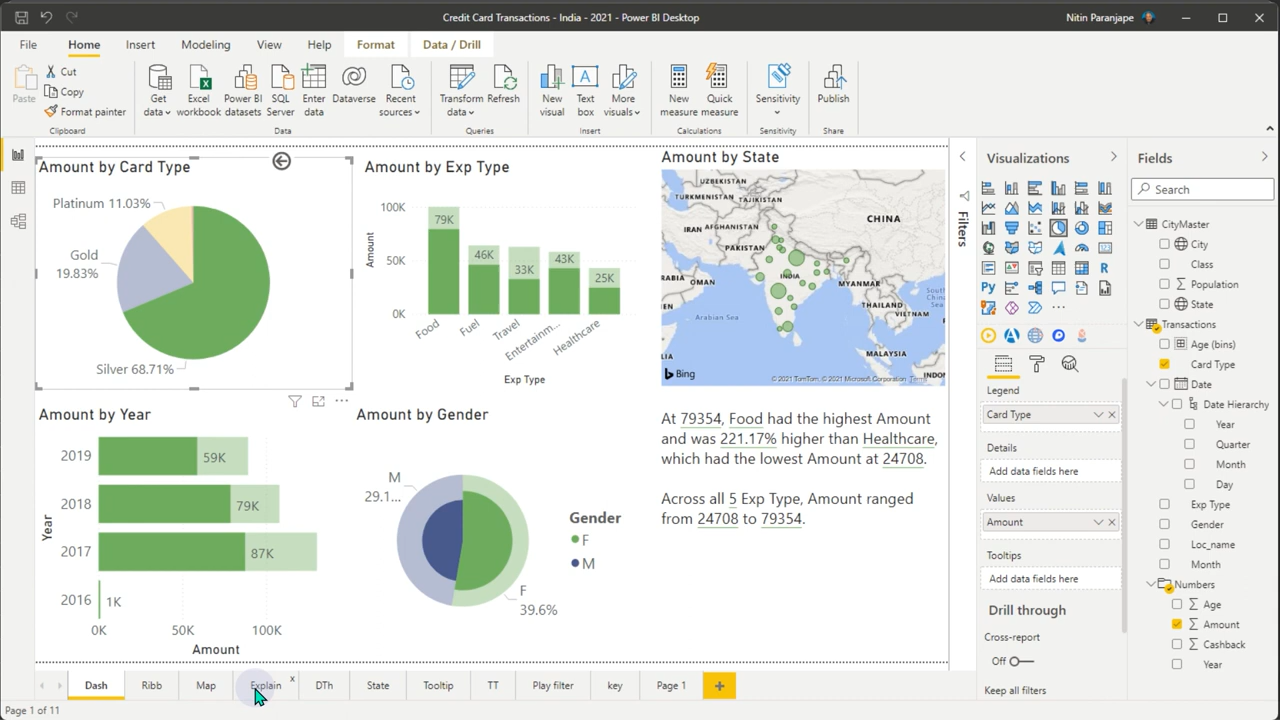 Credit Card Transactions - India - 2021 - Power BI Desktop
Nitin Paranjape
File Home Insert Modeling View Help Format Data / Drill
Paste
Cut
Copy
Format painter
Clipboard
Get data
Excel workbook
Power BI datasets
SQL Server
Enter data
Dataverse
Recent sources
Data
Transform data
Refresh
Queries
New visual
Text box
More visuals
Insert
New measure
Quick measure
Calculations
Sensitivity
Sensitivity
Publish
Share
Amount by Card Type
Platinum 11.03%
Gold
19.83%
Silver 68.71%
Amount by Exp Type
Amount
100K
50K
0K
79K
46K
33K
43K
25K
Food
Fuel
Travel
Entertainm...
Healthcare
Exp Type
Amount by State
UZBEKISTAN
TURKMENISTAN TAJIKISTAN
CHINA
IRAN AFGHANISTAN
PAKISTAN
OMAN
INDIA
MYANMAR
THAILAND
VIETNAM
Arabian Sea
MALAYSIA
Bing
© 2021 TomTom, © 2021 Microsoft Corporation Terms
Amount by Year
Year
2019
59K
2018
79K
2017
87K
2016
1K
0K 50K 100K
Amount
Amount by Gender
M
29.1...
F
39.6%
Gender
F
M
At 79354, Food had the highest Amount
and was 221.17% higher than Healthcare,
which had the lowest Amount at 24708.
Across all 5 Exp Type, Amount ranged
from 24708 to 79354.
Filters
Visualizations
R
Py
Legend
Card Type
Details
Add data fields here
Values
Amount
Tooltips
Add data fields here
Drill through
Cross-report
Off
Keep all filters
Fields
Search
CityMaster
City
Class
Population
State
Transactions
Age (bins)
Card Type
Date
Date Hierarchy
Year
Quarter
Month
Day
Exp Type
Gender
Loc_name
Month
Numbers
Age
Amount
Cashback
Year
Dash Ribb Map Explain DTh State Tooltip TT Play filter key Page 1
Page 1 of 11